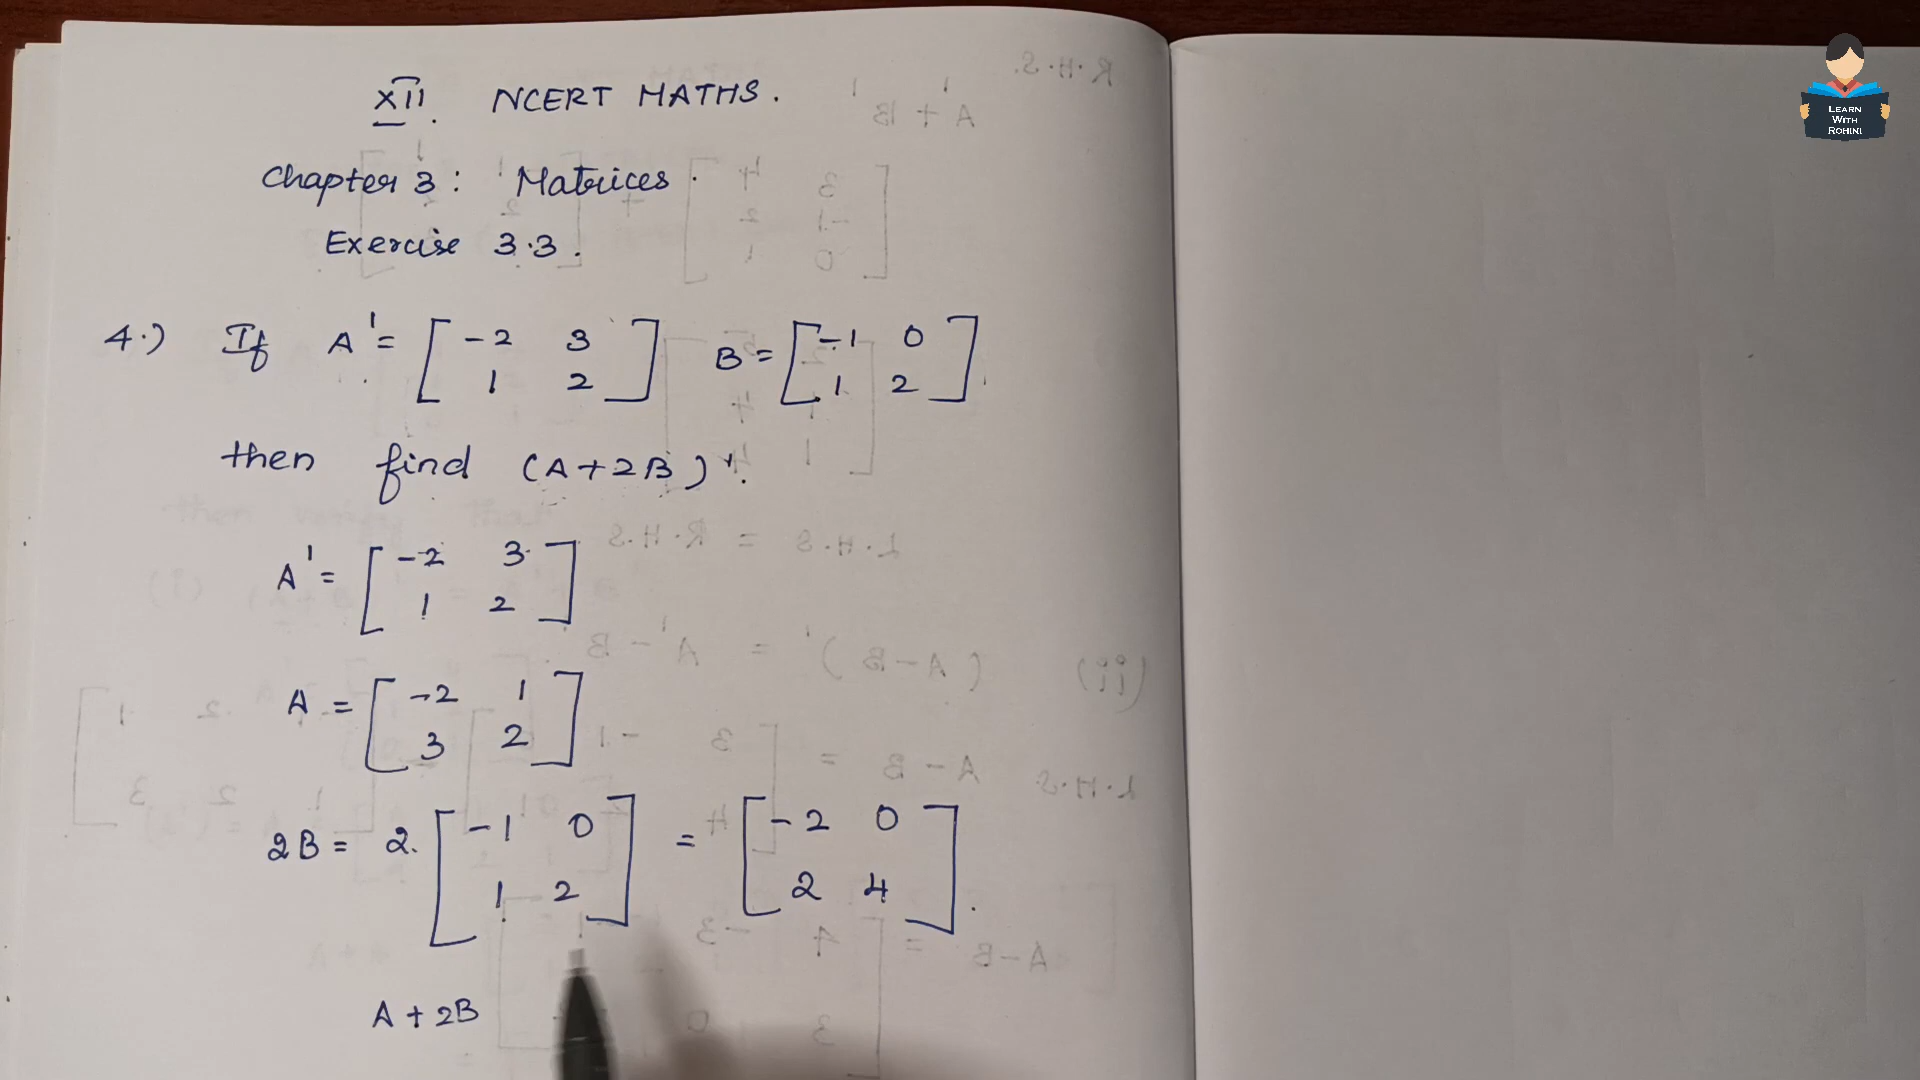 XII. NCERT MATHS.
Chapter 3 : Matrices.
Exercise 3.3.
4.) If A' = [ -2 3 B = [ -1 0
1 2 ] 1 2 ].
then find (A+2B)'.
A' = [ -2 3
1 2 ]
A = [ -2 1
3 2 ]
2B = 2. [ -1 0 = [ -2 0
1 2 ] 2 4 ].
A + 2B
LEARN
WITH
ROHINI